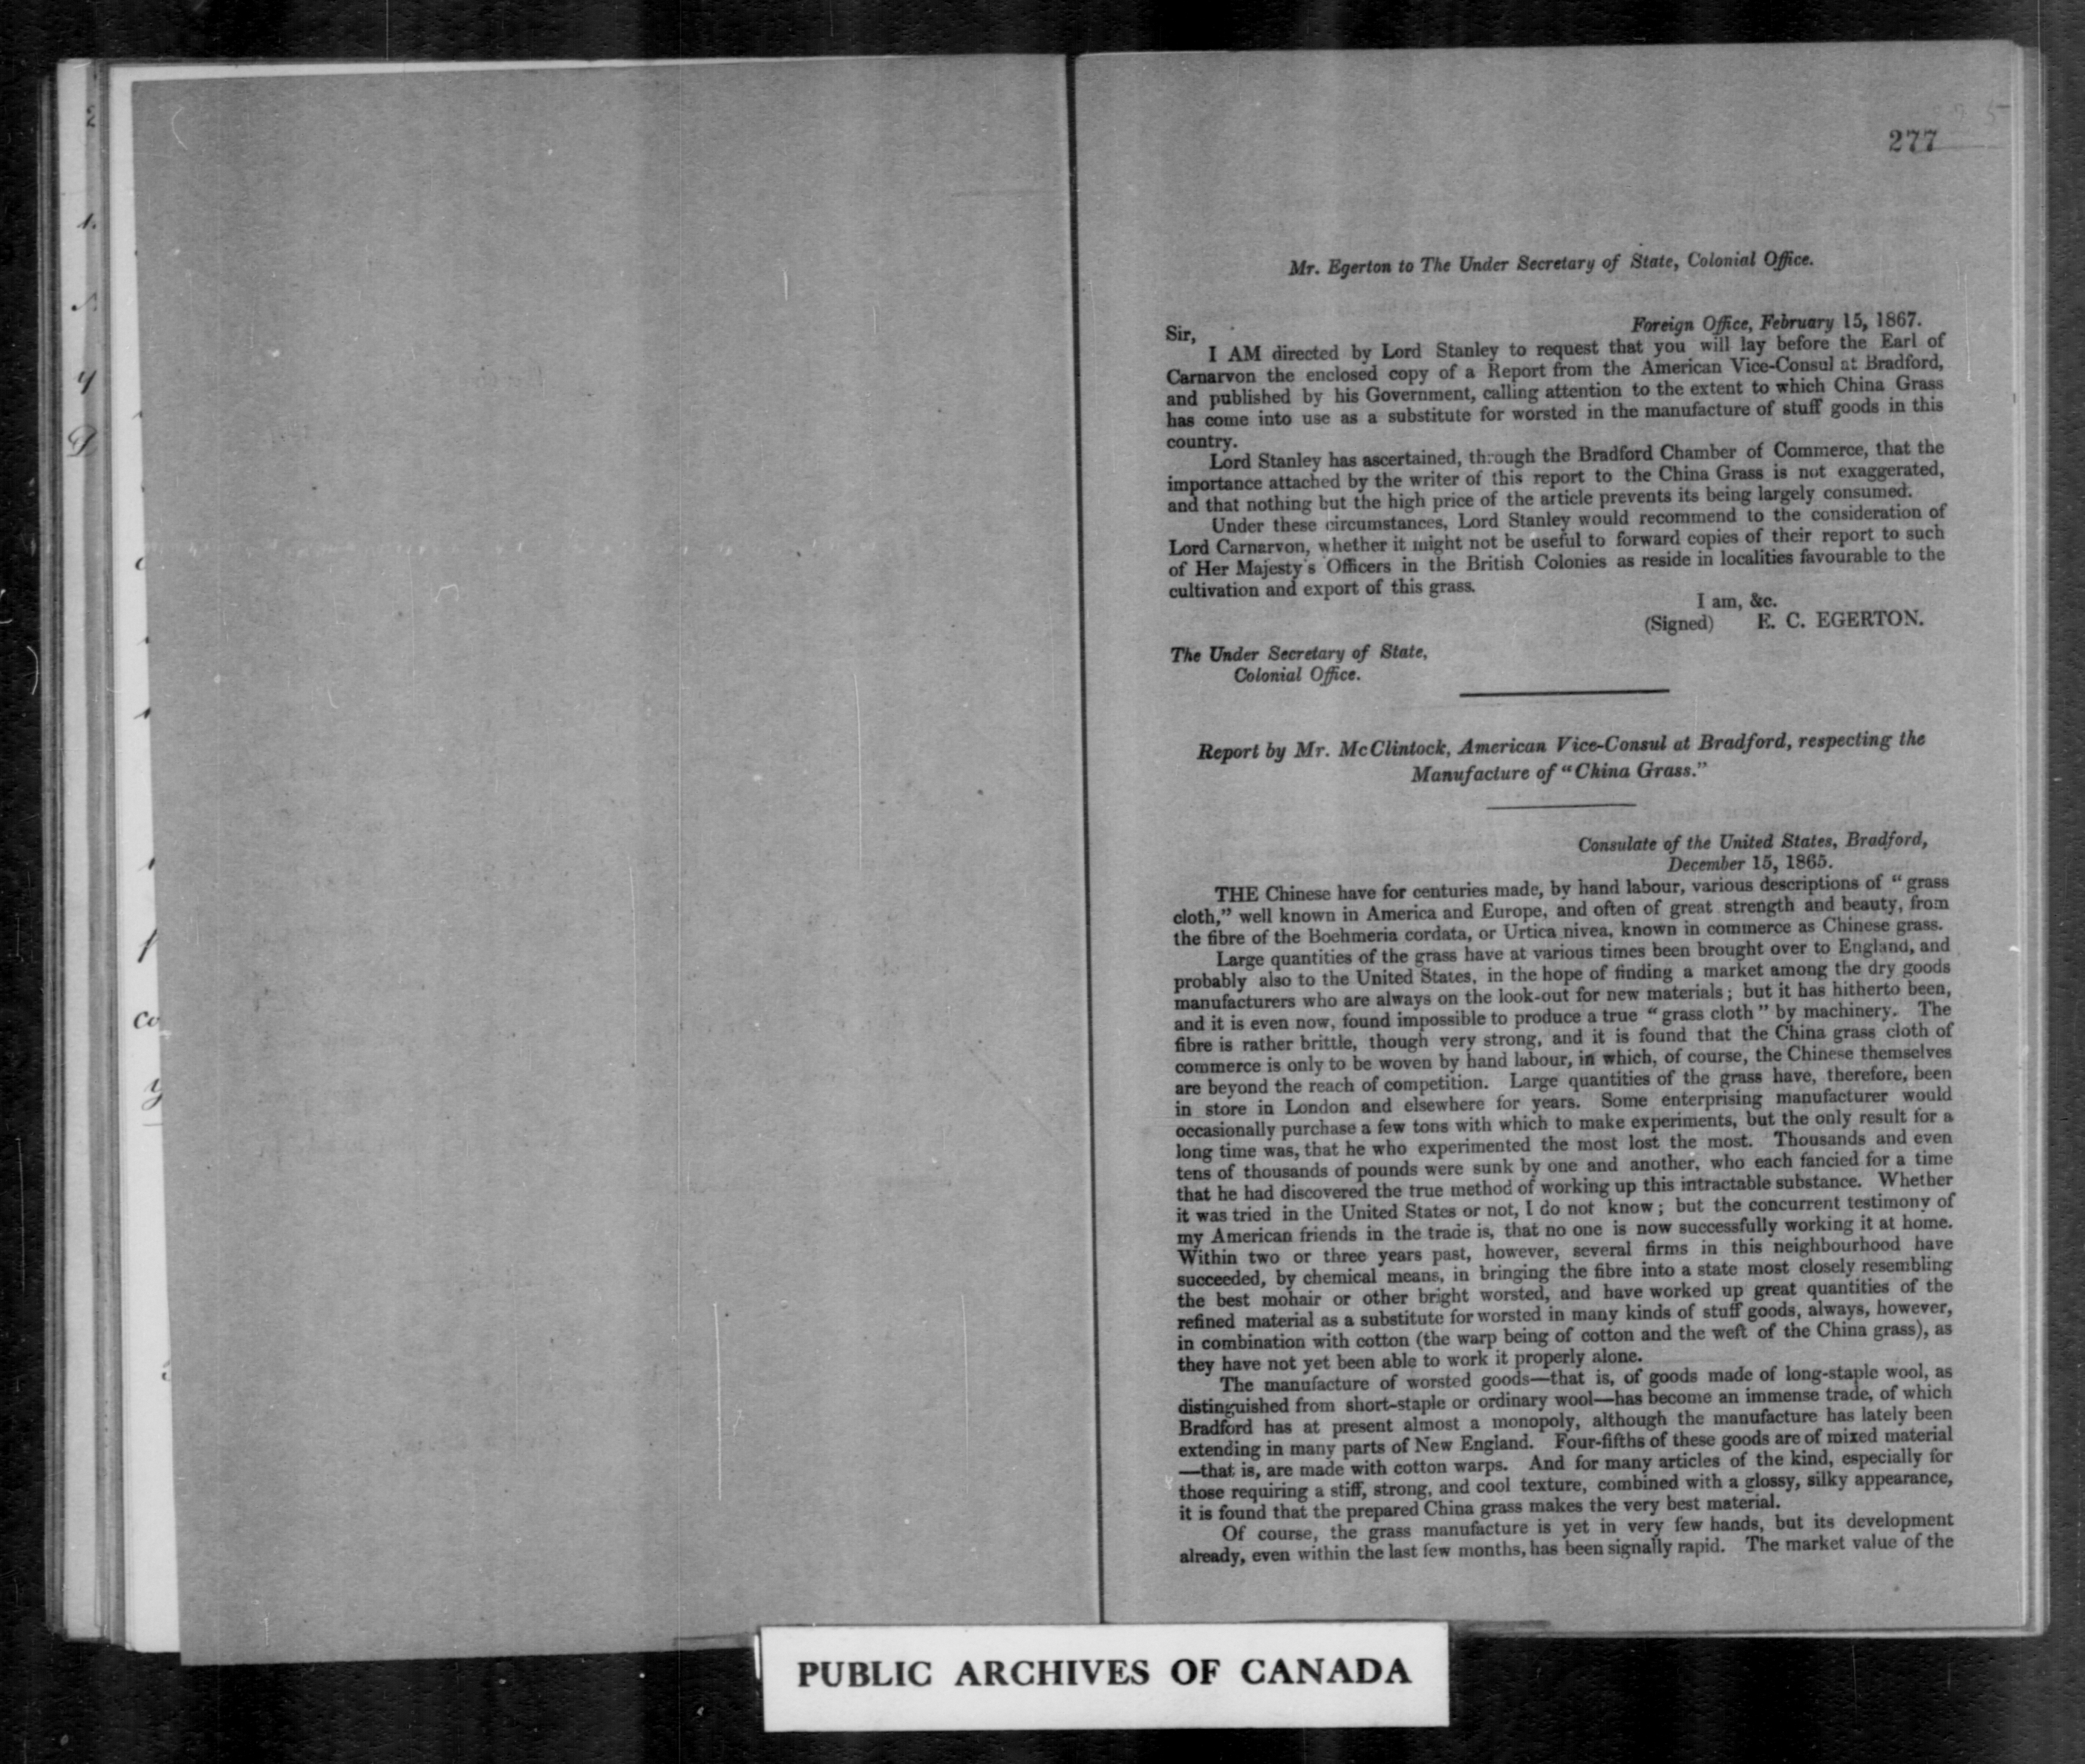 277
Mr. Egerton to The Under Secretary of State, Colonial Office.
Foreign Office, February 15, 1867.
Sir,
I AM directed by Lord Stanley to request that you will lay before the Earl of
Carnarvon the enclosed copy of a Report from the American Vice-Consul at Bradford,
and published by his Government, calling attention to the extent to which China Grass
has come into use as a substitute for worsted in the manufacture of stuff goods in this
country.
Lord Stanley has ascertained, through the Bradford Chamber of Commerce, that the
importance attached by the writer of this report to the China Grass is not exaggerated,
and that nothing but the high price of the article prevents its being largely consumed.
Under these circumstances, Lord Stanley would recommend to the consideration of
Lord Carnarvon, whether it might not be useful to forward copies of their report to such
of Her Majesty's Officers in the British Colonies as reside in localities favourable to the
cultivation and export of this grass.
I am, &c.
(Signed) E. C. EGERTON.
The Under Secretary of State,
Colonial Office.
Report by Mr. McClintock, American Vice-Consul at Bradford, respecting the
Manufacture of "China Grass."
Consulate of the United States, Bradford,
December 15, 1865.
THE Chinese have for centuries made, by hand labour, various descriptions of "grass
cloth," well known in America and Europe, and often of great strength and beauty, from
the fibre of the Boehmeria cordata, or Urtica nivea, known in commerce as Chinese grass.
Large quantities of the grass have at various times been brought over to England, and
probably also to the United States, in the hope of finding a market among the dry goods
manufacturers who are always on the look-out for new materials; but it has hitherto been,
and it is even now, found impossible to produce a true "grass cloth" by machinery. The
fibre is rather brittle, though very strong, and it is found that the China grass cloth of
commerce is only to be woven by hand labour, in which, of course, the Chinese themselves
are beyond the reach of competition. Large quantities of the grass have, therefore, been
in store in London and elsewhere for years. Some enterprising manufacturer would
occasionally purchase a few tons with which to make experiments, but the only result for a
long time was, that he who experimented the most lost the most. Thousands and even
tens of thousands of pounds were sunk by one and another, who each fancied for a time
that he had discovered the true method of working up this intractable substance. Whether
it was tried in the United States or not, I do not know; but the concurrent testimony of
my American friends in the trade is, that no one is now successfully working it at home.
Within two or three years past, however, several firms in this neighbourhood have
succeeded, by chemical means, in bringing the fibre into a state most closely resembling
the best mohair or other bright worsted, and have worked up great quantities of the
refined material as a substitute for worsted in many kinds of stuff goods, always, however,
in combination with cotton (the warp being of cotton and the weft of the China grass), as
they have not yet been able to work it properly alone.
The manufacture of worsted goods—that is, of goods made of long-staple wool, as
distinguished from short-staple or ordinary wool—has become an immense trade, of which
Bradford has at present almost a monopoly, although the manufacture has lately been
extending in many parts of New England. Four-fifths of these goods are of mixed material
—that is, are made with cotton warps. And for many articles of the kind, especially for
those requiring a stiff, strong, and cool texture, combined with a glossy, silky appearance,
it is found that the prepared China grass makes the very best material.
Of course, the grass manufacture is yet in very few hands, but its development
already, even within the last few months, has been signally rapid. The market value of the
PUBLIC ARCHIVES OF CANADA